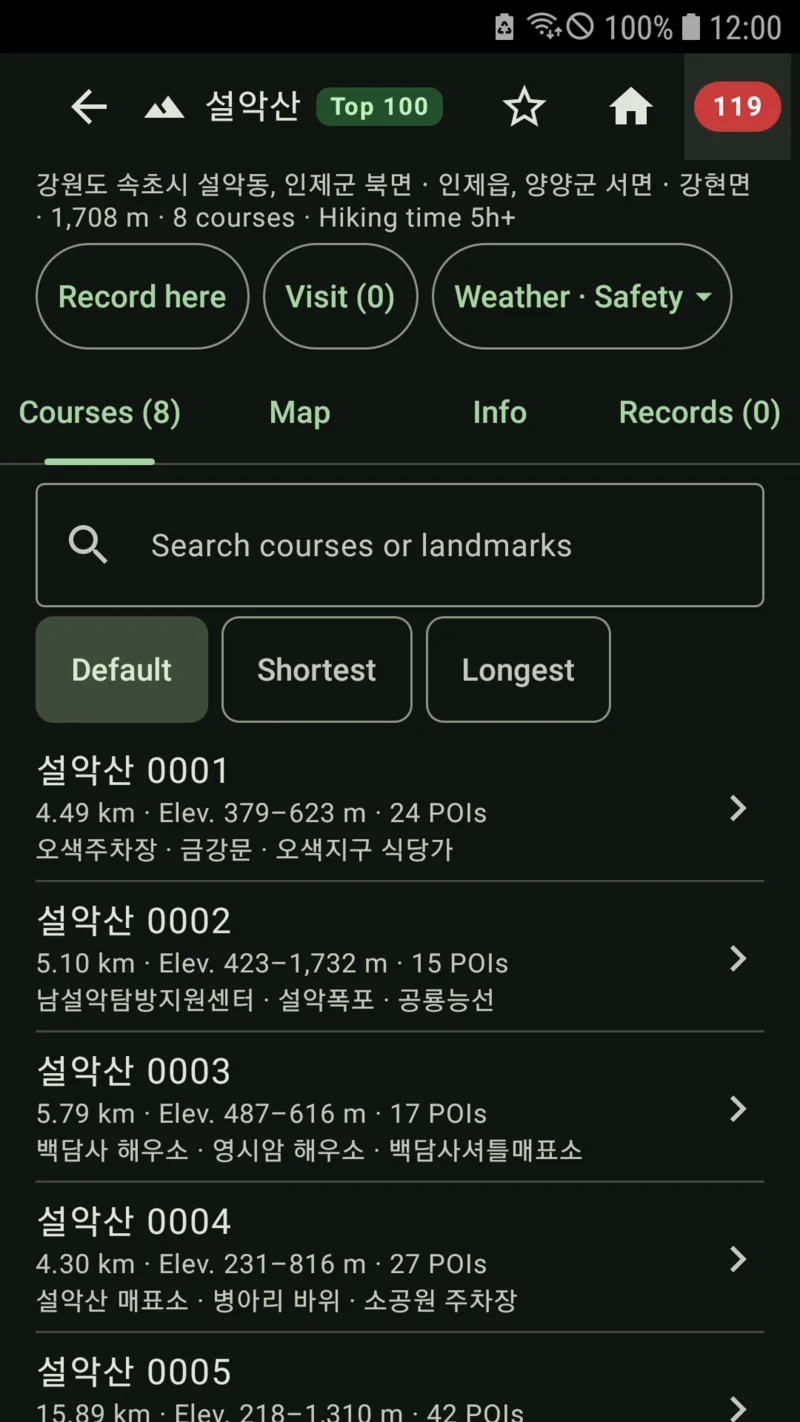 100% 12:00
설악산 Top 100 119
강원도 속초시 설악동, 인제군 북면 · 인제읍, 양양군 서면 · 강현면
· 1,708 m · 8 courses · Hiking time 5h+
Record here Visit (0) Weather · Safety
Courses (8) Map Info Records (0)
Search courses or landmarks
Default Shortest Longest
설악산 0001
4.49 km · Elev. 379–623 m · 24 POIs
오색주차장 · 금강문 · 오색지구 식당가
설악산 0002
5.10 km · Elev. 423–1,732 m · 15 POIs
남설악탐방지원센터 · 설악폭포 · 공룡능선
설악산 0003
5.79 km · Elev. 487–616 m · 17 POIs
백담사 해우소 · 영시암 해우소 · 백담사셔틀매표소
설악산 0004
4.30 km · Elev. 231–816 m · 27 POIs
설악산 매표소 · 병아리 바위 · 소공원 주차장
설악산 0005
15.89 km · Elev. 218–1,310 m · 42 POIs